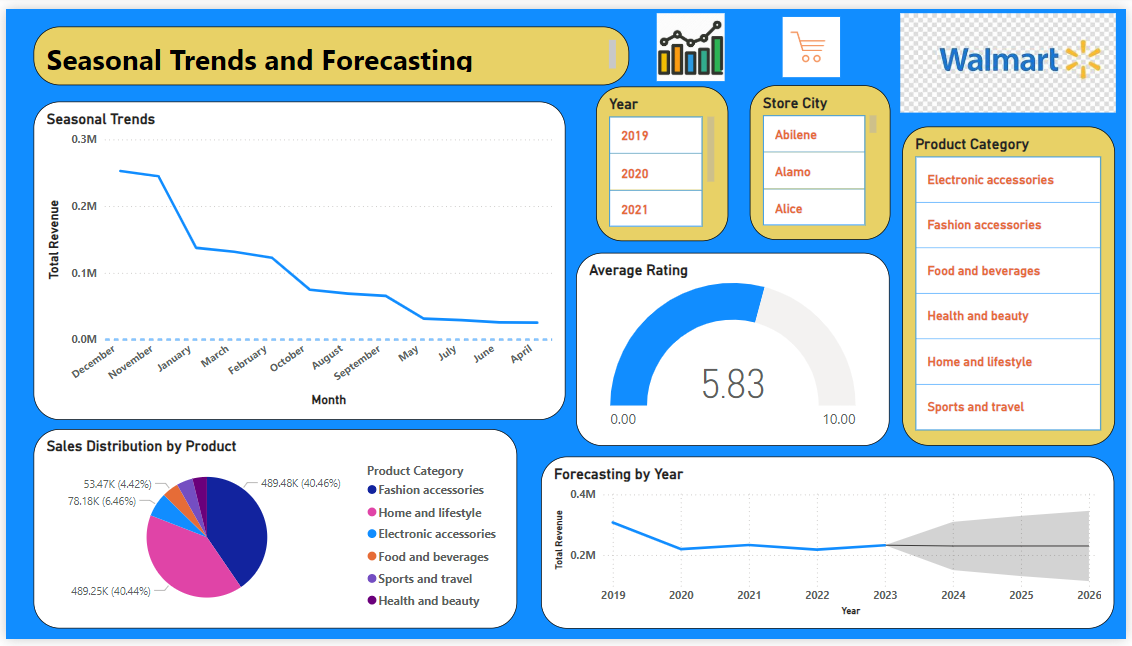 Seasonal Trends and Forecasting
Walmart
Year
2019
2020
2021
Store City
Abilene
Alamo
Alice
Product Category
Electronic accessories
Fashion accessories
Food and beverages
Health and beauty
Home and lifestyle
Sports and travel
Seasonal Trends
Total Revenue
0.3M
0.2M
0.1M
0.0M
December
November
January
March
February
October
August
September
May
July
June
April
Month
Average Rating
5.83
0.00
10.00
Sales Distribution by Product
489.48K (40.46%)
489.25K (40.44%)
78.18K (6.46%)
53.47K (4.42%)
Product Category
Fashion accessories
Home and lifestyle
Electronic accessories
Food and beverages
Sports and travel
Health and beauty
Forecasting by Year
Total Revenue
0.4M
0.2M
2019
2020
2021
2022
2023
2024
2025
2026
Year